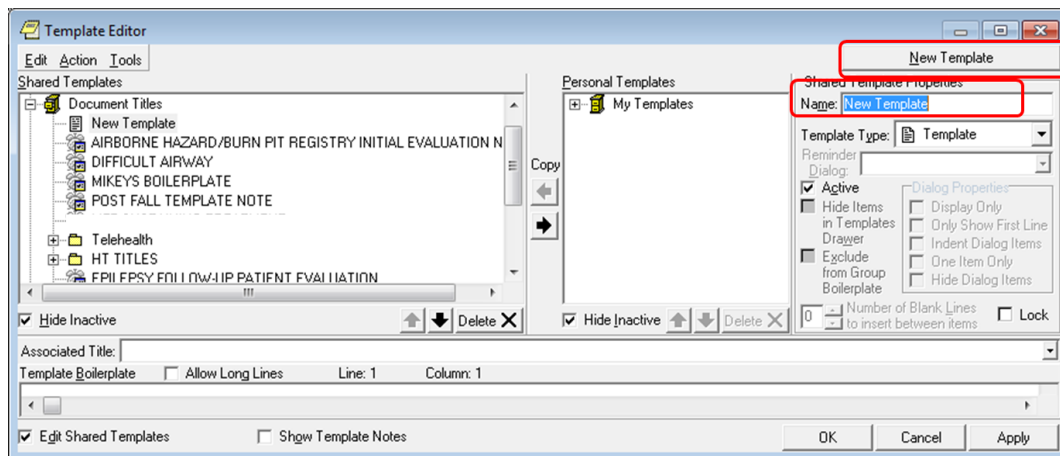 Template Editor
Edit Action Tools
New Template
Shared Templates
Personal Templates
Shared Template Properties
Document Titles
New Template
AIRBORNE HAZARD/BURN PIT REGISTRY INITIAL EVALUATION N
DIFFICULT AIRWAY
MIKEYS BOILERPLATE
POST FALL TEMPLATE NOTE
Telehealth
HT TITLES
EPILEPSY FOLLOW-UP PATIENT EVALUATION
Copy
My Templates
Name: New Template
Template Type: Template
Reminder
Dialog:
Active
Hide Items
in Templates
Drawer
Exclude
from Group
Boilerplate
Dialog Properties
Display Only
Only Show First Line
Indent Dialog Items
One Item Only
Hide Dialog Items
0 Number of Blank Lines
to insert between items
Lock
Hide Inactive
Delete
Hide Inactive
Delete
Associated Title:
Template Boilerplate Allow Long Lines Line: 1 Column: 1
Edit Shared Templates Show Template Notes OK Cancel Apply